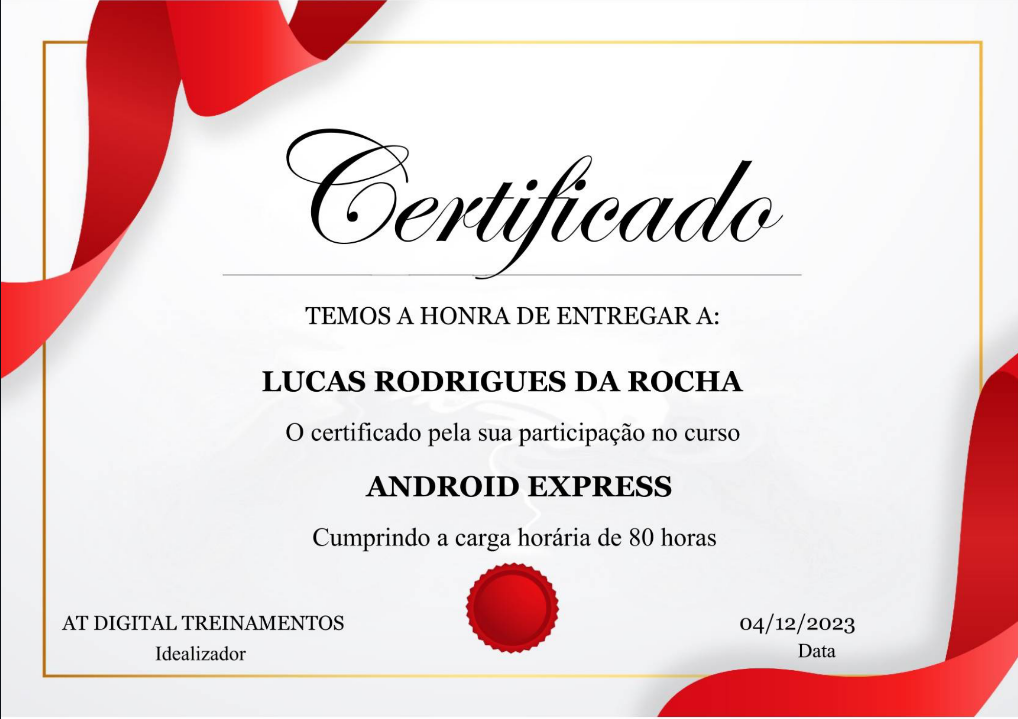 Certificado
TEMOS A HONRA DE ENTREGAR A:
LUCAS RODRIGUES DA ROCHA
O certificado pela sua participação no curso
ANDROID EXPRESS
Cumprindo a carga horária de 80 horas
AT DIGITAL TREINAMENTOS
Idealizador
04/12/2023
Data